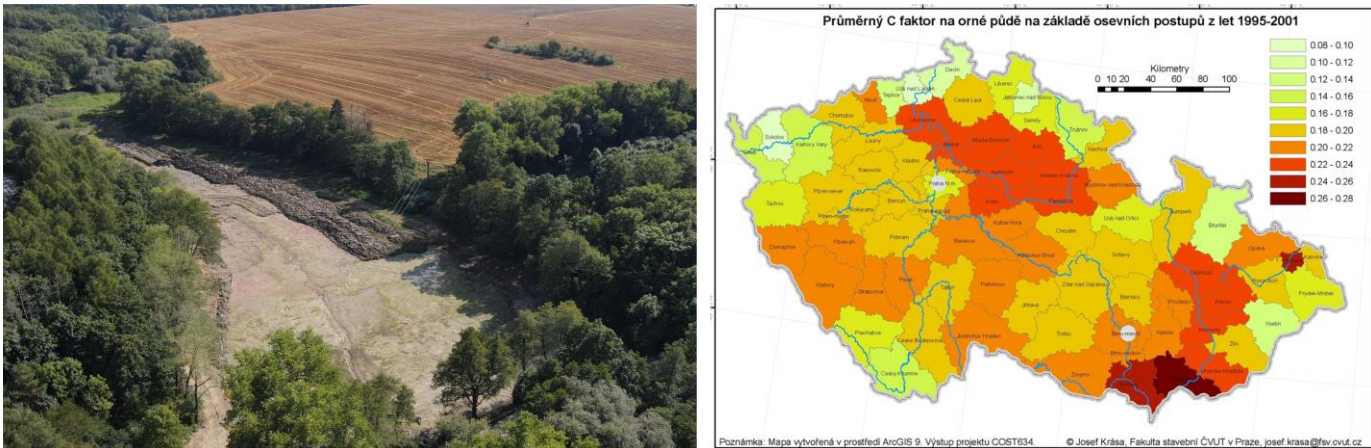 Průměrný C faktor na orné půdě na základě osevních postupů z let 1995-2001
Kilometry
0 10 20 40 60 80 100
0.08 - 0.10
0.10 - 0.12
0.12 - 0.14
0.14 - 0.16
0.16 - 0.18
0.18 - 0.20
0.20 - 0.22
0.22 - 0.24
0.24 - 0.26
0.26 - 0.28
Děčín
Ústí nad Labem
Teplice
Liberec
Jablonec nad Nisou
Most
Česká Lípa
Semily
Trutnov
Chomutov
Litoměřice
Sokolov
Karlovy Vary
Louny
Mělník
Mladá Boleslav
Jičín
Náchod
Kladno
Rakovník
Praha hl.m.
Nymburk
Hradec Králové
Rychnov nad Kněžnou
Plzeň-sever
Beroun
Kolín
Pardubice
Tachov
Rokycany
Plzeň-město
Kutná Hora
Ústí nad Orlicí
Šumperk
Bruntál
Příbram
Chrudim
Opava
Karviná
Domažlice
Plzeň-jih
Benešov
Havlíčkův Brod
Svitavy
Olomouc
Nový Jičín
Frýdek-Místek
Klatovy
Strakonice
Písek
Tábor
Pelhřimov
Žďár nad Sázavou
Přerov
Jihlava
Blansko
Prostějov
Vsetín
Prachatice
České Budějovice
Jindřichův Hradec
Třebíč
Vyškov
Zlín
Brno-venkov
Český Krumlov
Znojmo
Uherské Hradiště
Poznámka: Mapa vytvořená v prostředí ArcGIS 9. Výstup projektu COST634.
© Josef Krása, Fakulta stavební ČVUT v Praze, josef.krasa@fsv.cvut.cz